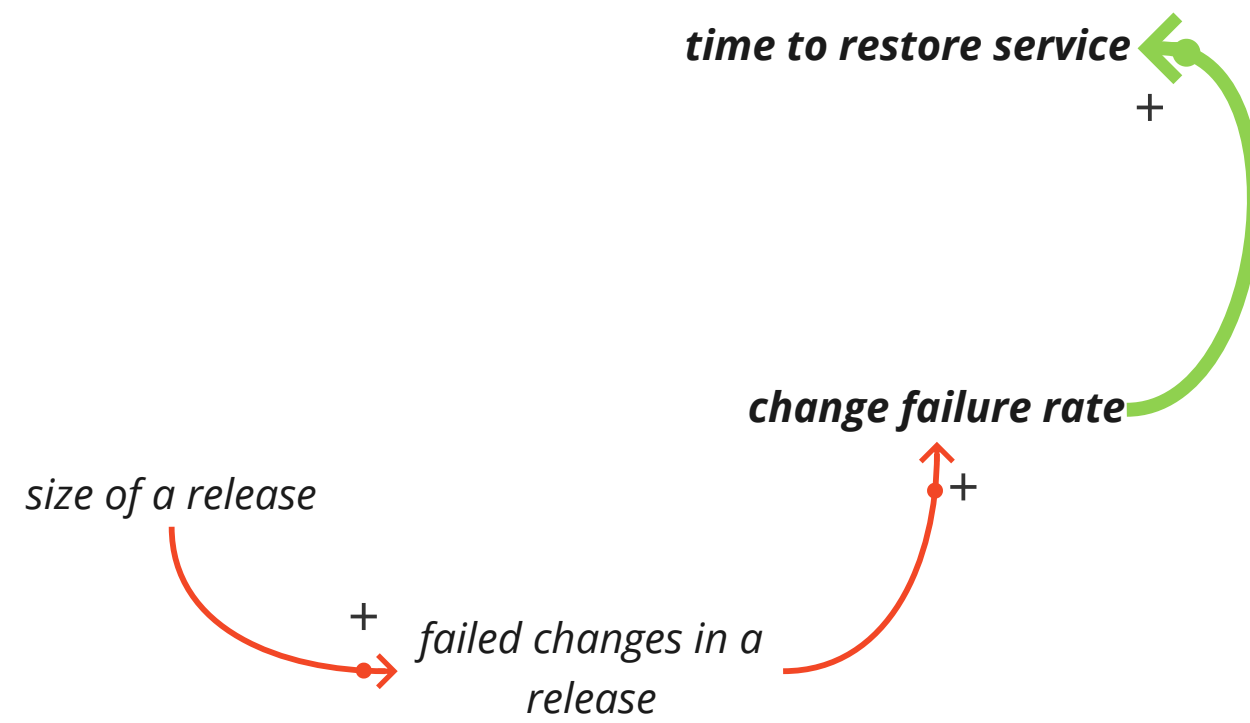 time to restore service
+
change failure rate
+
size of a release
+
failed changes in a
release